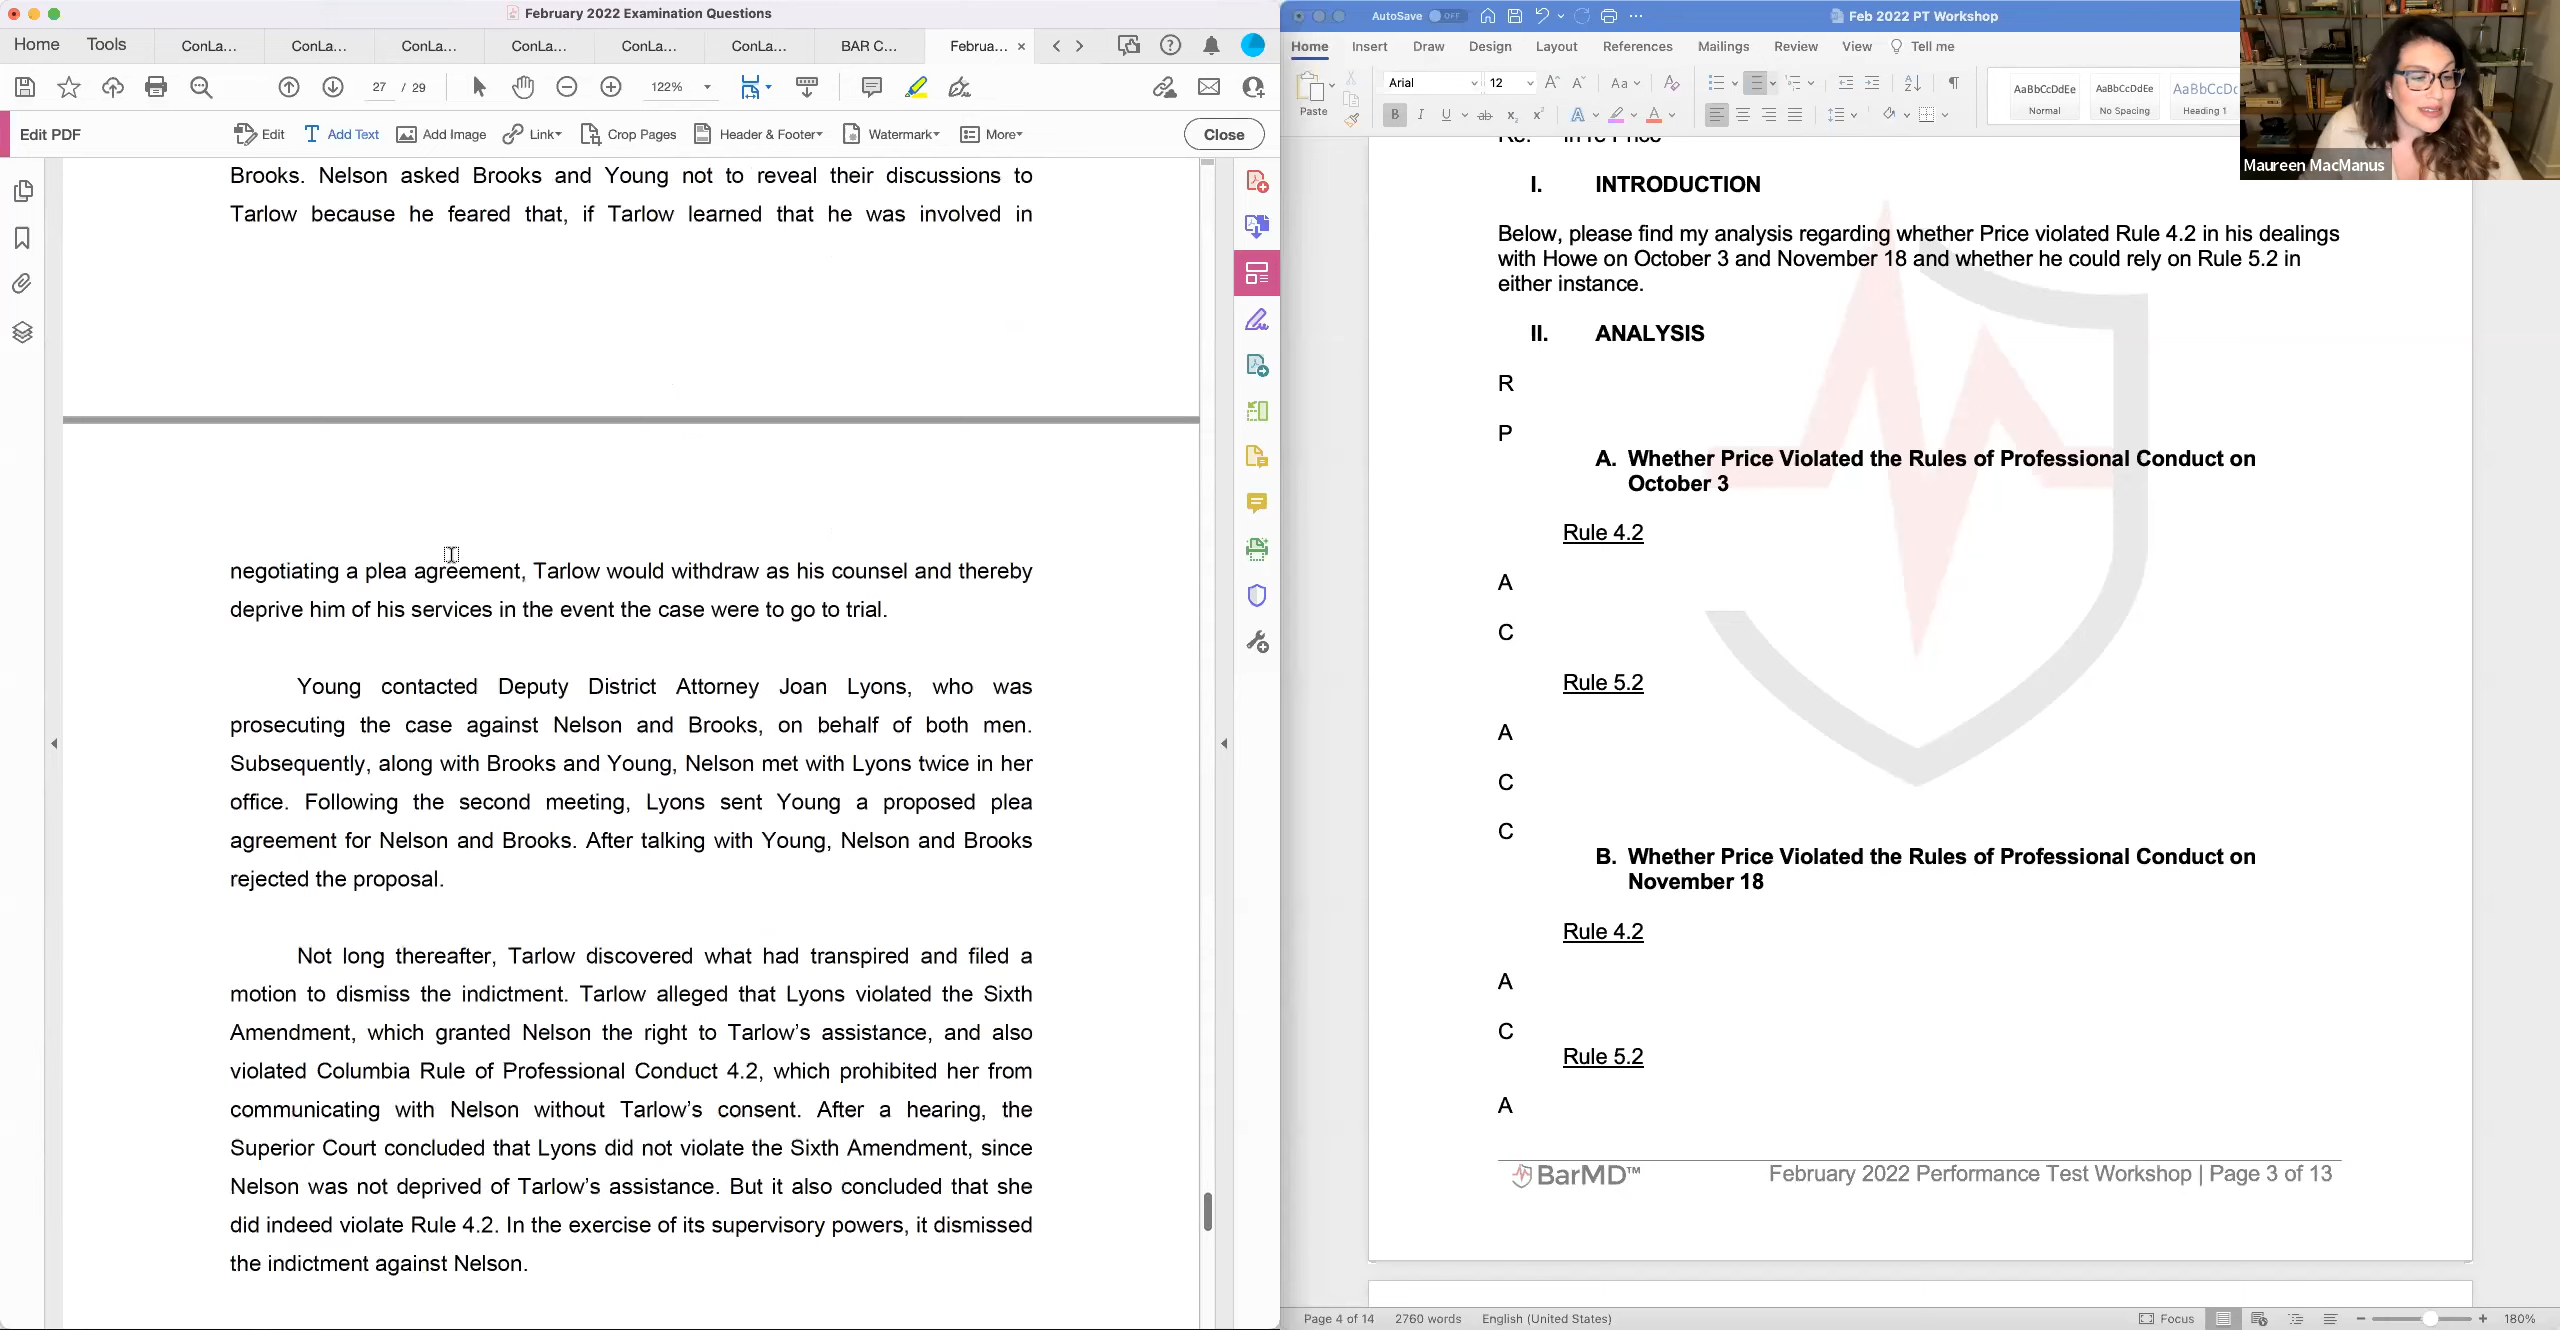 February 2022 Examination Questions
Home Tools ConLa... ConLa... ConLa... ConLa... ConLa... ConLa... BAR C... Februa... ×
27 / 29 122%
Edit PDF Edit Add Text Add Image Link Crop Pages Header & Footer Watermark More Close
Brooks. Nelson asked Brooks and Young not to reveal their discussions to
Tarlow because he feared that, if Tarlow learned that he was involved in
negotiating a plea agreement, Tarlow would withdraw as his counsel and thereby
deprive him of his services in the event the case were to go to trial.
Young contacted Deputy District Attorney Joan Lyons, who was
prosecuting the case against Nelson and Brooks, on behalf of both men.
Subsequently, along with Brooks and Young, Nelson met with Lyons twice in her
office. Following the second meeting, Lyons sent Young a proposed plea
agreement for Nelson and Brooks. After talking with Young, Nelson and Brooks
rejected the proposal.
Not long thereafter, Tarlow discovered what had transpired and filed a
motion to dismiss the indictment. Tarlow alleged that Lyons violated the Sixth
Amendment, which granted Nelson the right to Tarlow’s assistance, and also
violated Columbia Rule of Professional Conduct 4.2, which prohibited her from
communicating with Nelson without Tarlow’s consent. After a hearing, the
Superior Court concluded that Lyons did not violate the Sixth Amendment, since
Nelson was not deprived of Tarlow’s assistance. But it also concluded that she
did indeed violate Rule 4.2. In the exercise of its supervisory powers, it dismissed
the indictment against Nelson.
AutoSave OFF Feb 2022 PT Workshop
Home Insert Draw Design Layout References Mailings Review View Tell me
Paste Arial 12 Aa
B I U ab x₂ x² A A
AaBbCcDdEe AaBbCcDdEe AaBbCcDc
Normal No Spacing Heading 1
Maureen MacManus
Re: In re Price
I. INTRODUCTION
Below, please find my analysis regarding whether Price violated Rule 4.2 in his dealings
with Howe on October 3 and November 18 and whether he could rely on Rule 5.2 in
either instance.
II. ANALYSIS
R
P
A. Whether Price Violated the Rules of Professional Conduct on
October 3
Rule 4.2
A
C
Rule 5.2
A
C
C
B. Whether Price Violated the Rules of Professional Conduct on
November 18
Rule 4.2
A
C
Rule 5.2
A
BarMD™ February 2022 Performance Test Workshop | Page 3 of 13
Page 4 of 14 2760 words English (United States) Focus 180%